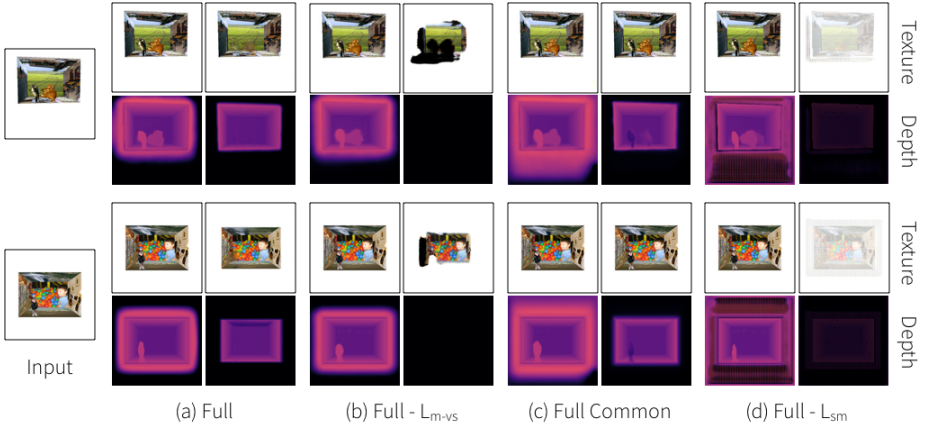 Texture
Depth
Texture
Depth
Input
(a) Full
(b) Full - Lm-vs
(c) Full Common
(d) Full - Lsm